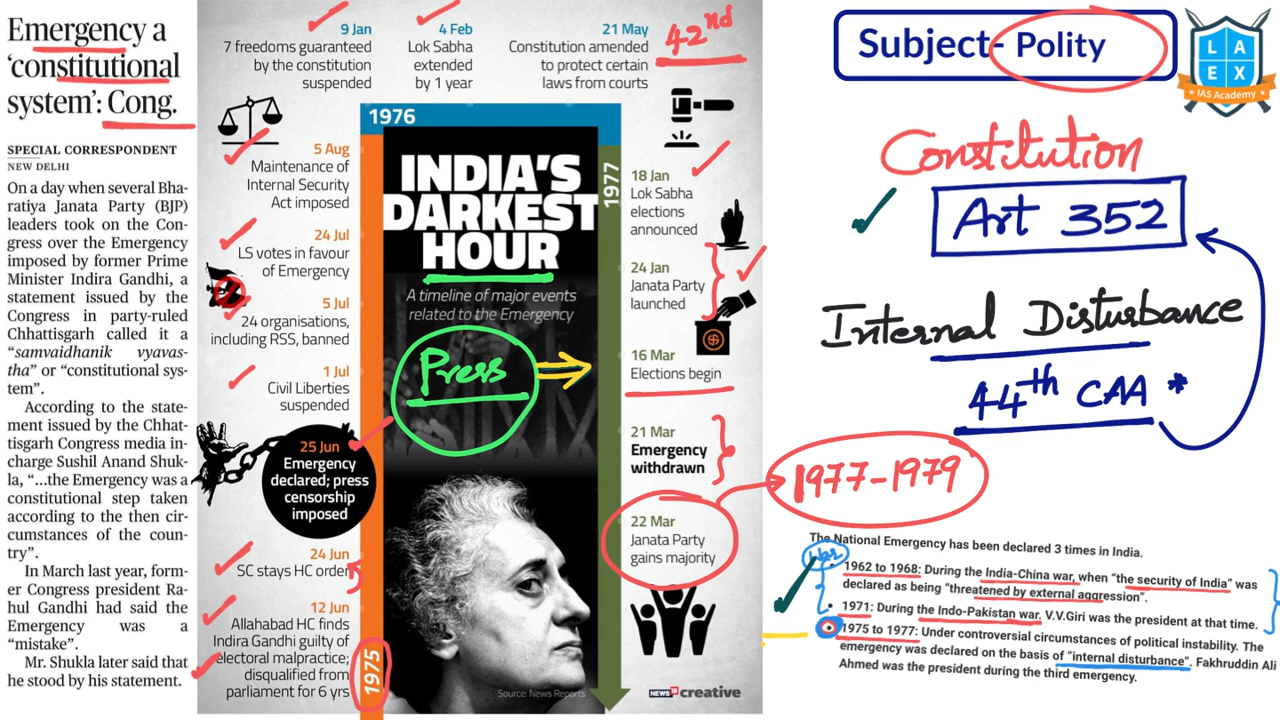 Emergency a
‘constitutional
system’: Cong.
SPECIAL CORRESPONDENT
NEW DELHI
On a day when several Bha-
ratiya Janata Party (BJP)
leaders took on the Con-
gress over the Emergency
imposed by former Prime
Minister Indira Gandhi, a
statement issued by the
Congress in party-ruled
Chhattisgarh called it a
“samvaidhanik vyavas-
tha” or “constitutional sys-
tem”.
According to the state-
ment issued by the Chhat-
tisgarh Congress media in-
charge Sushil Anand Shuk-
la, “...the Emergency was a
constitutional step taken
according to the then cir-
cumstances of the coun-
try”.
In March last year, form-
er Congress president Ra-
hul Gandhi had said the
Emergency was a
“mistake”.
Mr. Shukla later said that
he stood by his statement.
9 Jan
7 freedoms guaranteed
by the constitution
suspended
4 Feb
Lok Sabha
extended
by 1 year
21 May
Constitution amended
to protect certain
laws from courts
42nd
1976
5 Aug
Maintenance of
Internal Security
Act imposed
24 Jul
LS votes in favour
of Emergency
5 Jul
24 organisations,
including RSS, banned
1 Jul
Civil Liberties
suspended
25 Jun
Emergency
declared; press
censorship
imposed
24 Jun
SC stays HC order
12 Jun
Allahabad HC finds
Indira Gandhi guilty of
electoral malpractice;
disqualified from
parliament for 6 yrs
1975
INDIA’S
DARKEST
HOUR
A timeline of major events
related to the Emergency
Press
Source: News Reports
1977
18 Jan
Lok Sabha
elections
announced
24 Jan
Janata Party
launched
16 Mar
Elections begin
21 Mar
Emergency
withdrawn
22 Mar
Janata Party
gains majority
NEWS18 creative
Subject- Polity
LAEX
IAS Academy
Constitution
Art 352
Internal Disturbance
44th CAA *
1977-1979
The National Emergency has been declared 3 times in India.
War
• 1962 to 1968: During the India-China war, when “the security of India” was
declared as being “threatened by external aggression”.
• 1971: During the Indo-Pakistan war. V.V.Giri was the president at that time.
• 1975 to 1977: Under controversial circumstances of political instability. The
emergency was declared on the basis of “internal disturbance”. Fakhruddin Ali
Ahmed was the president during the third emergency.